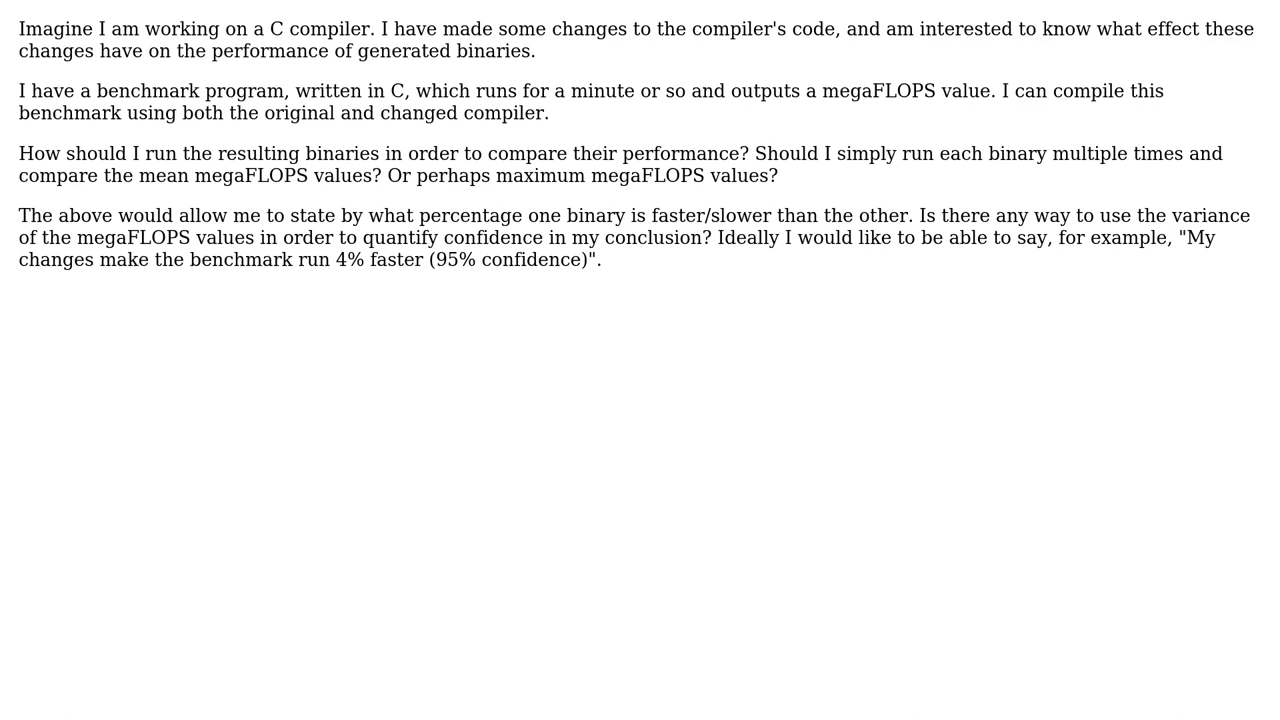 Imagine I am working on a C compiler. I have made some changes to the compiler's code, and am interested to know what effect these
changes have on the performance of generated binaries.
I have a benchmark program, written in C, which runs for a minute or so and outputs a megaFLOPS value. I can compile this
benchmark using both the original and changed compiler.
How should I run the resulting binaries in order to compare their performance? Should I simply run each binary multiple times and
compare the mean megaFLOPS values? Or perhaps maximum megaFLOPS values?
The above would allow me to state by what percentage one binary is faster/slower than the other. Is there any way to use the variance
of the megaFLOPS values in order to quantify confidence in my conclusion? Ideally I would like to be able to say, for example, "My
changes make the benchmark run 4% faster (95% confidence)".